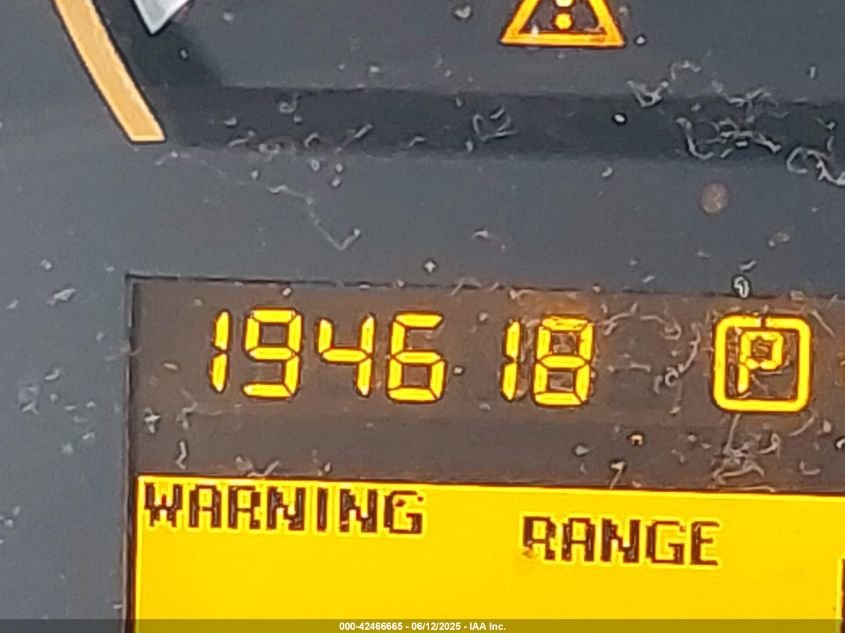 194618 P
WARNING
RANGE
000-42466665 - 06/12/2025 - IAA Inc.